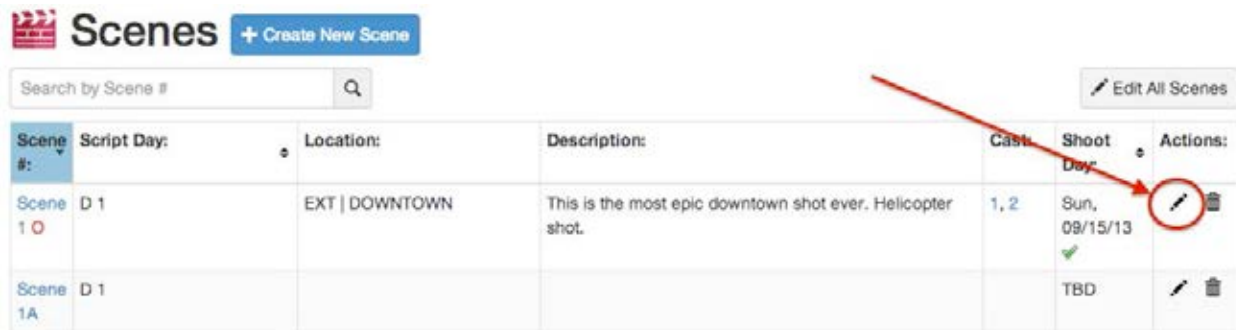 Scenes + Create New Scene
Search by Scene #
Edit All Scenes
Scene #: Script Day: Location: Description: Cast: Shoot Day: Actions:
Scene 1 O D 1 EXT | DOWNTOWN This is the most epic downtown shot ever. Helicopter shot. 1, 2 Sun, 09/15/13
Scene 1A D 1 TBD